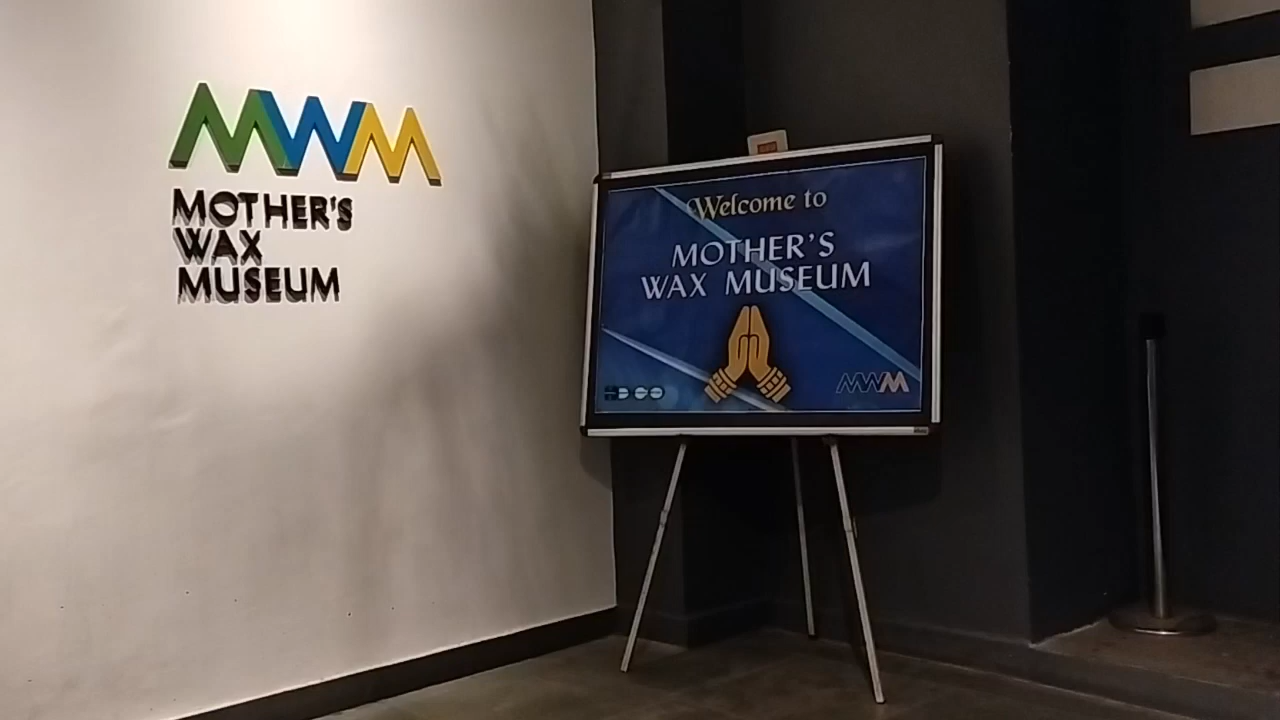 MWM
MOTHER'S
WAX
MUSEUM
Welcome to
MOTHER'S
WAX MUSEUM
MWM